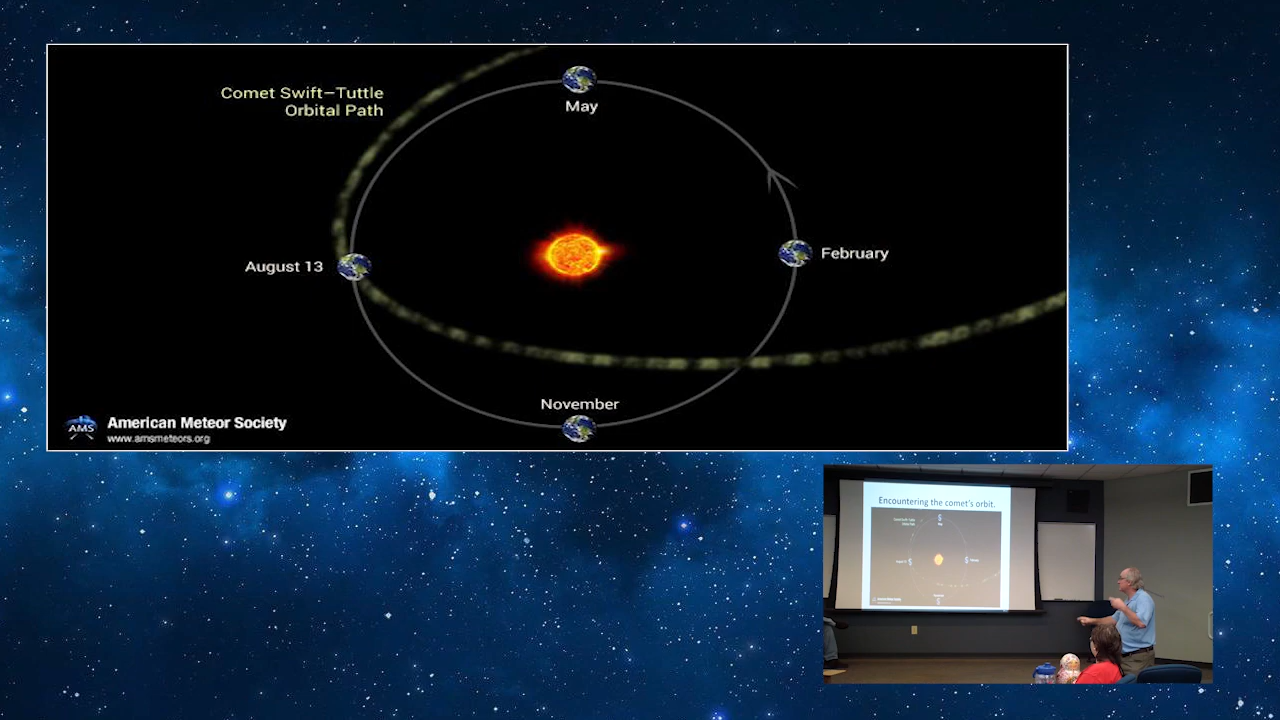 Comet Swift–Tuttle
Orbital Path
May
August 13
February
November
AMS
American Meteor Society
www.amsmeteors.org
Encountering the comet's orbit.